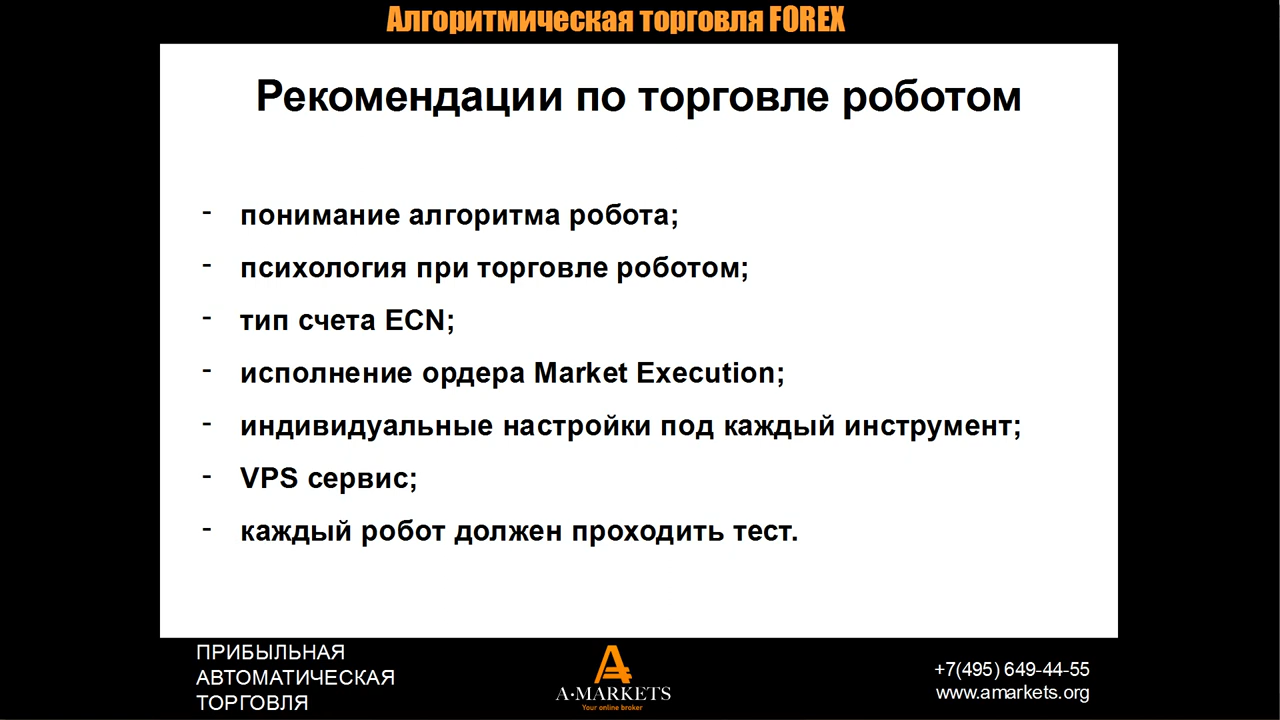 Алгоритмическая торговля FOREX
Рекомендации по торговле роботом
- понимание алгоритма робота;
- психология при торговле роботом;
- тип счета ECN;
- исполнение ордера Market Execution;
- индивидуальные настройки под каждый инструмент;
- VPS сервис;
- каждый робот должен проходить тест.
ПРИБЫЛЬНАЯ
АВТОМАТИЧЕСКАЯ
ТОРГОВЛЯ
A·MARKETS
Your online broker
+7(495) 649-44-55
www.amarkets.org